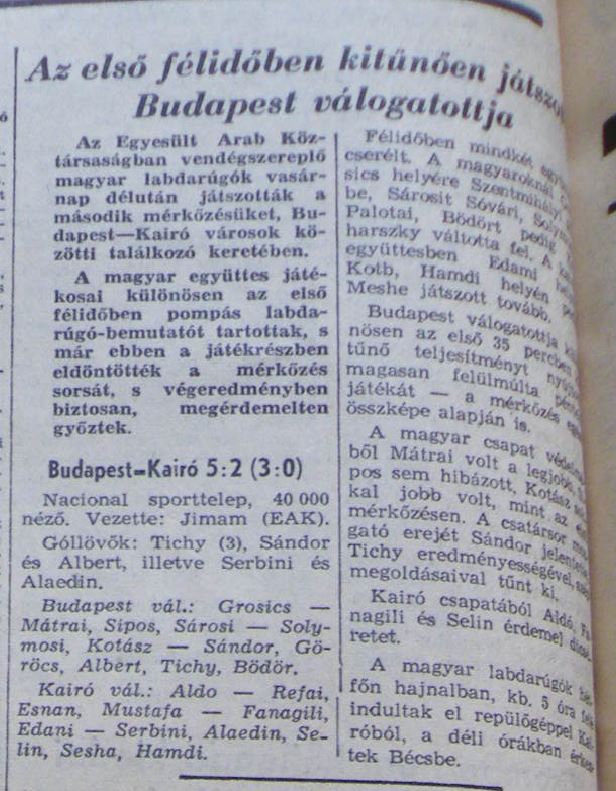 Az első félidőben kitűnően
Budapest válogatottja
Az Egyesült Arab Köz-
társaságban vendégszereplő
magyar labdarúgók vasár-
nap délután játszották a
második mérkőzésüket, Bu-
dapest—Kairó városok kö-
zötti találkozó keretében.
A magyar együttes játé-
kosai különösen az első
félidőben pompás labda-
rúgó-bemutatót tartottak, s
már ebben a játékrészben
eldöntötték a mérkőzés
sorsát, s végeredményben
biztosan, megérdemelten
győztek.
Budapest—Kairó 5:2 (3:0)
Nacional sporttelep, 40 000
néző. Vezette: Jimam (EAK).
Góllövők: Tichy (3), Sándor
és Albert, illetve Serbini és
Alaedin.
Budapest vál.: Grosics —
Mátrai, Sipos, Sárosi — Soly-
mosi, Kotász — Sándor, Gö-
röcs, Albert, Tichy, Bödör.
Kairó vál.: Aldo — Refai,
Esnan, Mustafa — Fanagili,
Edani — Serbini, Alaedin, Se-
lin, Sesha, Hamdi.
Félidőben mindkét
cserélt. A magyaroknál
sics helyére Szentmihályi
be, Sárosit Sóvári,
Palotai, Bödört pedig
harszky váltotta fel. A
együttesben Edami
Kotb, Hamdi helyén
Meshe játszott tovább.
Budapest válogatottja
nösen az első 35 percben
tűnő teljesítményt
magasan felülmúlta
játékát — a mérkőzés
összképe alapján is.
A magyar csapat
ből Mátrai volt a legjobb,
pos sem hibázott, Kotász
kal jobb volt, mint az
mérkőzésen. A csatársor
gató erejét Sándor
Tichy eredményességével,
megoldásaival tűnt ki.
Kairó csapatából Aldó,
nagili és Selin érdemel
retet.
A magyar labdarúgók
főn hajnalban, kb. 5 óra
indultak el repülőgéppel
róból, a déli órákban
tek Bécsbe.